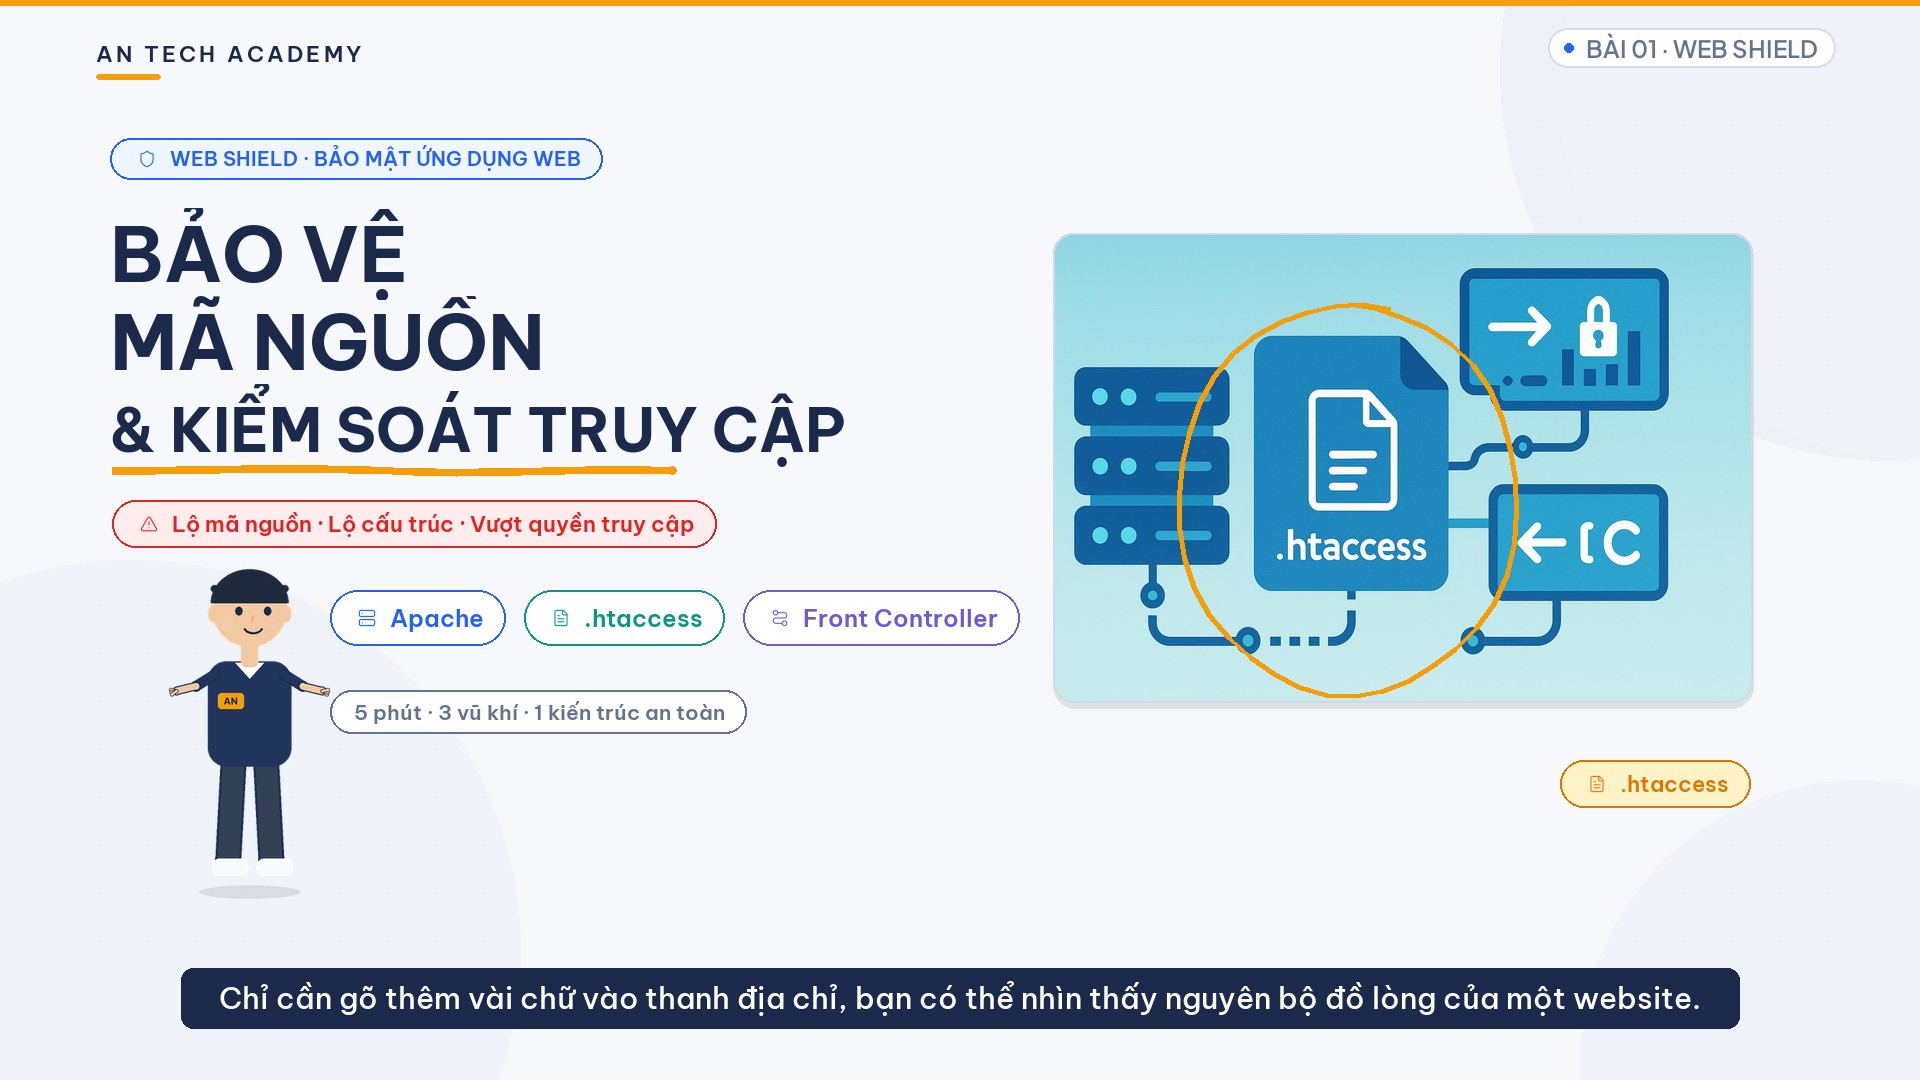 AN TECH ACADEMY
BÀI 01 · WEB SHIELD
WEB SHIELD · BẢO MẬT ỨNG DỤNG WEB
BẢO VỆ
MÃ NGUỒN
& KIỂM SOÁT TRUY CẬP
Lộ mã nguồn · Lộ cấu trúc · Vượt quyền truy cập
Apache
.htaccess
Front Controller
AN
5 phút · 3 vũ khí · 1 kiến trúc an toàn
.htaccess
.htaccess
Chỉ cần gõ thêm vài chữ vào thanh địa chỉ, bạn có thể nhìn thấy nguyên bộ đồ lòng của một website.